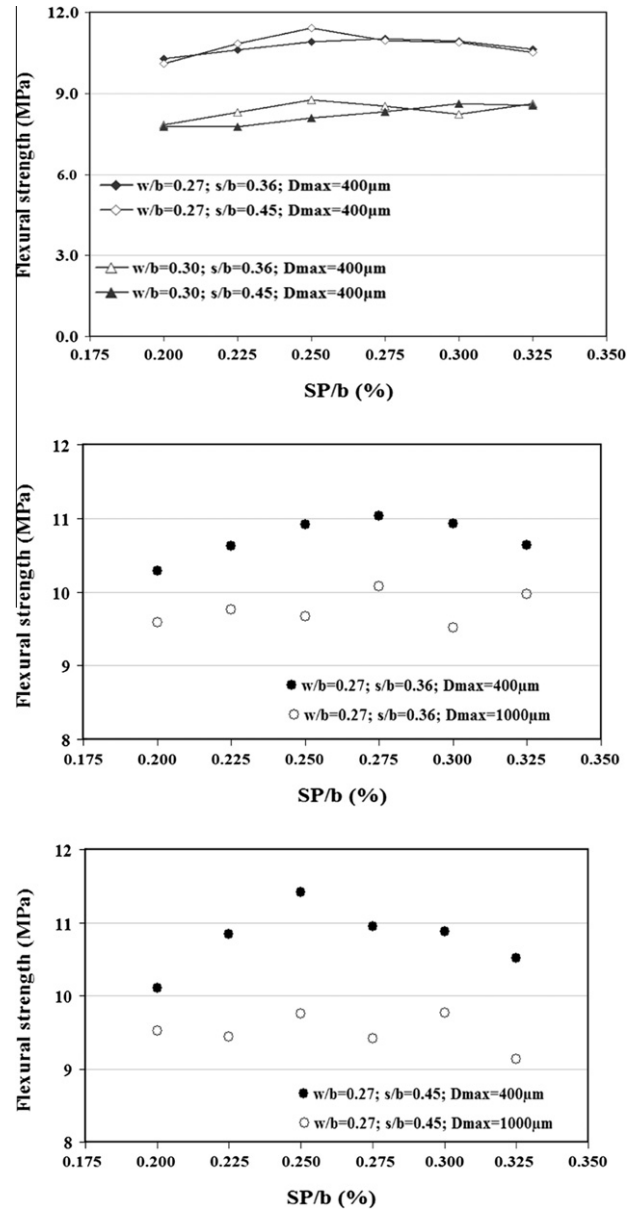 12.0
9.0
6.0
3.0
0.0
Flexural strength (MPa)
w/b=0.27; s/b=0.36; Dmax=400µm
w/b=0.27; s/b=0.45; Dmax=400µm
w/b=0.30; s/b=0.36; Dmax=400µm
w/b=0.30; s/b=0.45; Dmax=400µm
0.175 0.200 0.225 0.250 0.275 0.300 0.325 0.350
SP/b (%)
12
11
10
9
8
Flexural strength (MPa)
w/b=0.27; s/b=0.36; Dmax=400µm
w/b=0.27; s/b=0.36; Dmax=1000µm
0.175 0.200 0.225 0.250 0.275 0.300 0.325 0.350
SP/b (%)
12
11
10
9
8
Flexural strength (MPa)
w/b=0.27; s/b=0.45; Dmax=400µm
w/b=0.27; s/b=0.45; Dmax=1000µm
0.175 0.200 0.225 0.250 0.275 0.300 0.325 0.350
SP/b (%)